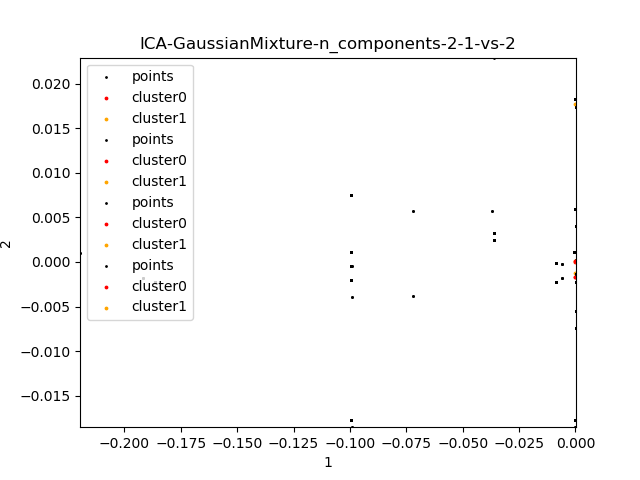 ICA-GaussianMixture-n_components-2-1-vs-2
0.020
0.015
0.010
0.005
0.000
−0.005
−0.010
−0.015
2
points
cluster0
cluster1
points
cluster0
cluster1
points
cluster0
cluster1
points
cluster0
cluster1
−0.200 −0.175 −0.150 −0.125 −0.100 −0.075 −0.050 −0.025 0.000
1